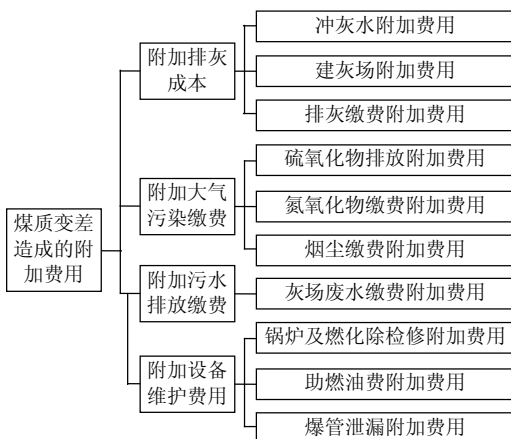 煤质变差
造成的附
加费用
附加排灰
成本
冲灰水附加费用
建灰场附加费用
排灰缴费附加费用
附加大气
污染缴费
硫氧化物排放附加费用
氮氧化物缴费附加费用
烟尘缴费附加费用
附加污水
排放缴费
灰场废水缴费附加费用
附加设备
维护费用
锅炉及燃化除检修附加费用
助燃油费附加费用
爆管泄漏附加费用